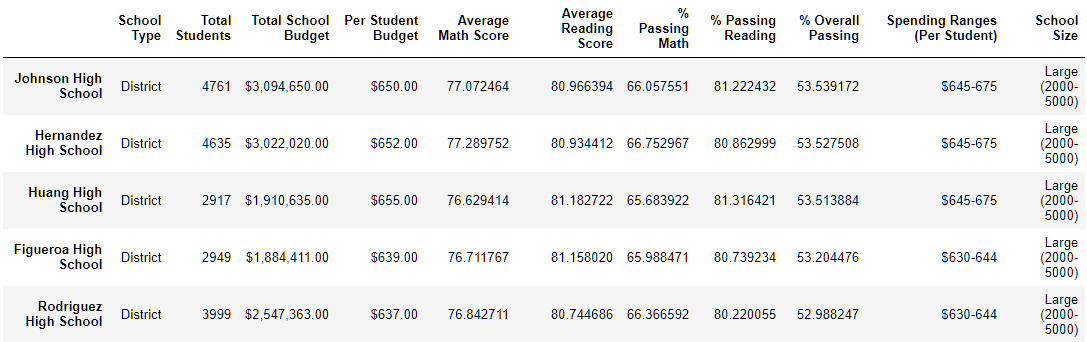 School Type Total Students Total School Budget Per Student Budget Average Math Score Average Reading Score % Passing Math % Passing Reading % Overall Passing Spending Ranges (Per Student) School Size
Johnson High School District 4761 $3,094,650.00 $650.00 77.072464 80.966394 66.057551 81.222432 53.539172 $645-675 Large (2000-5000)
Hernandez High School District 4635 $3,022,020.00 $652.00 77.289752 80.934412 66.752967 80.862999 53.527508 $645-675 Large (2000-5000)
Huang High School District 2917 $1,910,635.00 $655.00 76.629414 81.182722 65.683922 81.316421 53.513884 $645-675 Large (2000-5000)
Figueroa High School District 2949 $1,884,411.00 $639.00 76.711767 81.158020 65.988471 80.739234 53.204476 $630-644 Large (2000-5000)
Rodriguez High School District 3999 $2,547,363.00 $637.00 76.842711 80.744686 66.366592 80.220055 52.988247 $630-644 Large (2000-5000)